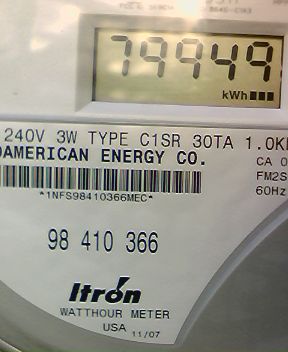 79949
kWh
240V 3W TYPE C1SR 30TA 1.0K
AMERICAN ENERGY CO.
CA 0
FM2S
60Hz
*1NFS98410366MEC*
98 410 366
Itrón
WATTHOUR METER
USA 11/07